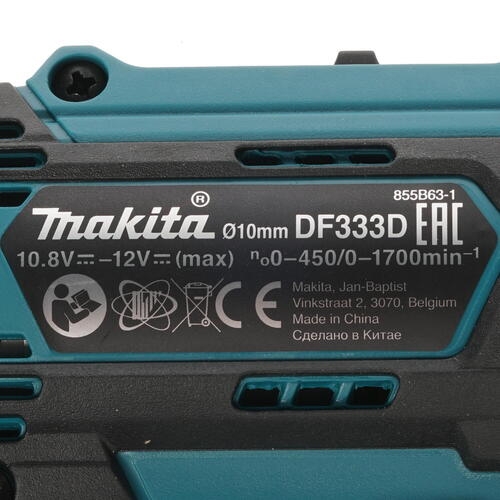 855B63-1
makita® Ø10mm DF333D EAC
10.8V⎓–12V⎓(max) ⁿo0–450/0–1700min⁻¹
Makita, Jan-Baptist
Vinkstraat 2, 3070, Belgium
Made in China
Сделано в Китае